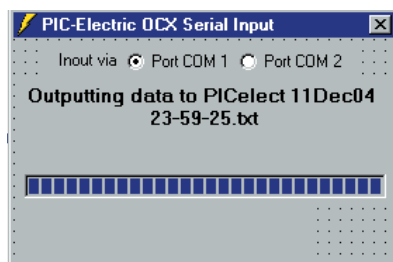 PIC-Electric OCX Serial Input
Inout via Port COM 1 Port COM 2
Outputting data to PICelect 11Dec04
23-59-25.txt